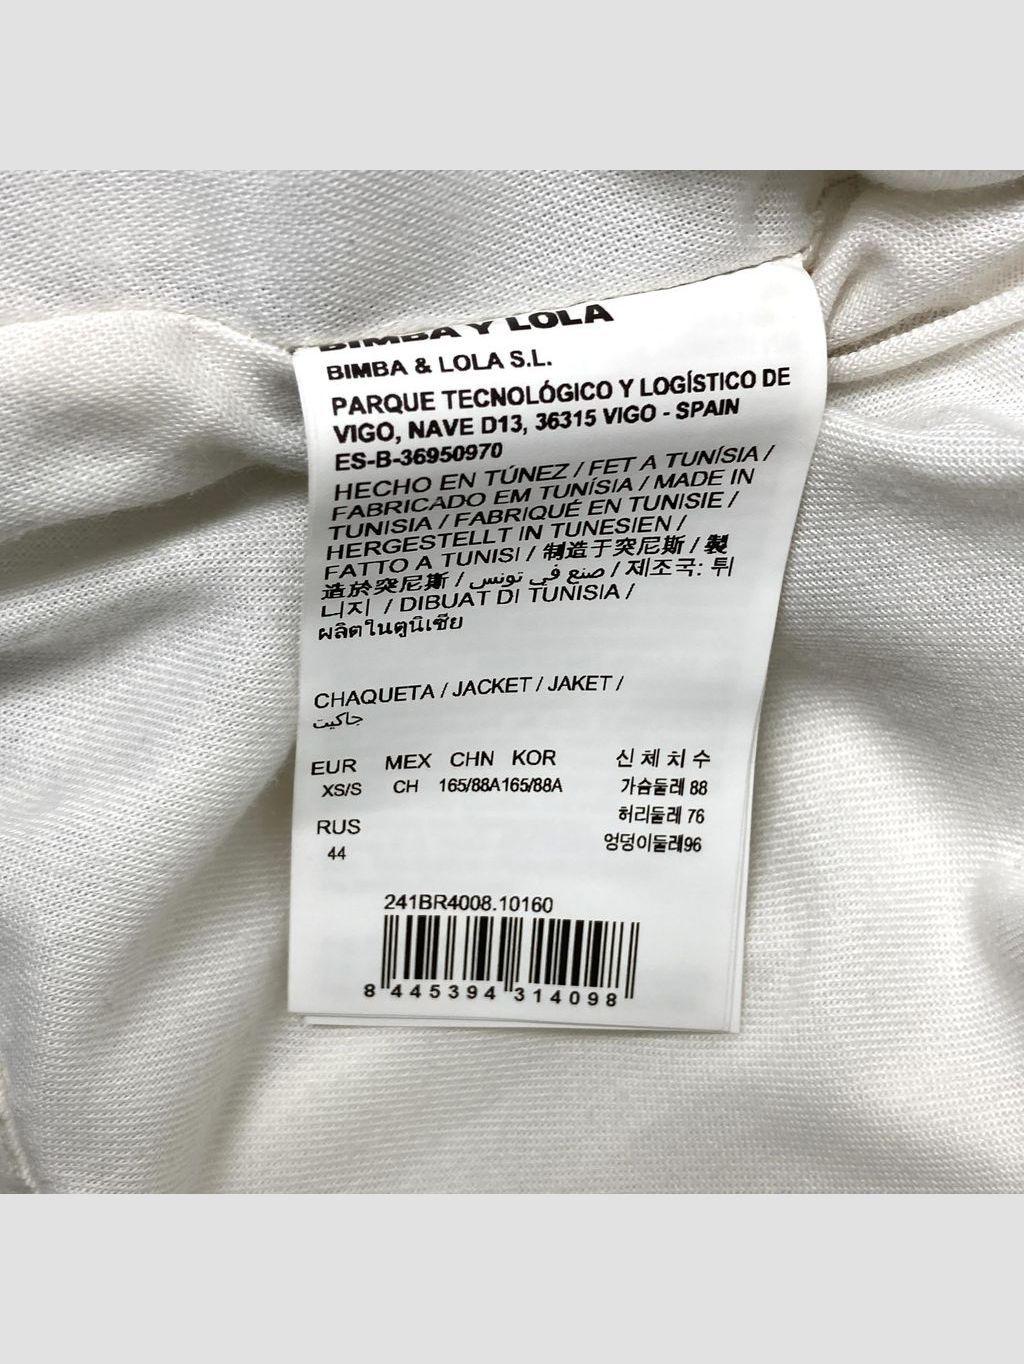 BIMBA Y LOLA
BIMBA & LOLA S.L.
PARQUE TECNOLÓGICO Y LOGÍSTICO DE
VIGO, NAVE D13, 36315 VIGO - SPAIN
ES-B-36950970
HECHO EN TÚNEZ / FET A TUNÍSIA /
FABRICADO EM TUNÍSIA / MADE IN
TUNISIA / FABRIQUÉ EN TUNISIE /
HERGESTELLT IN TUNESIEN /
FATTO A TUNISI / 制造于突尼斯 / 製
造於突尼斯 / صنع في تونس / 제조국: 튀
니지 / DIBUAT DI TUNISIA /
ผลิตในตูนิเซีย
CHAQUETA / JACKET / JAKET /
جاكيت
EUR MEX CHN KOR 신체치수
XS/S CH 165/88A 165/88A 가슴둘레 88
허리둘레 76
RUS
엉덩이둘레96
44
241BR4008.10160
8 445394 314098